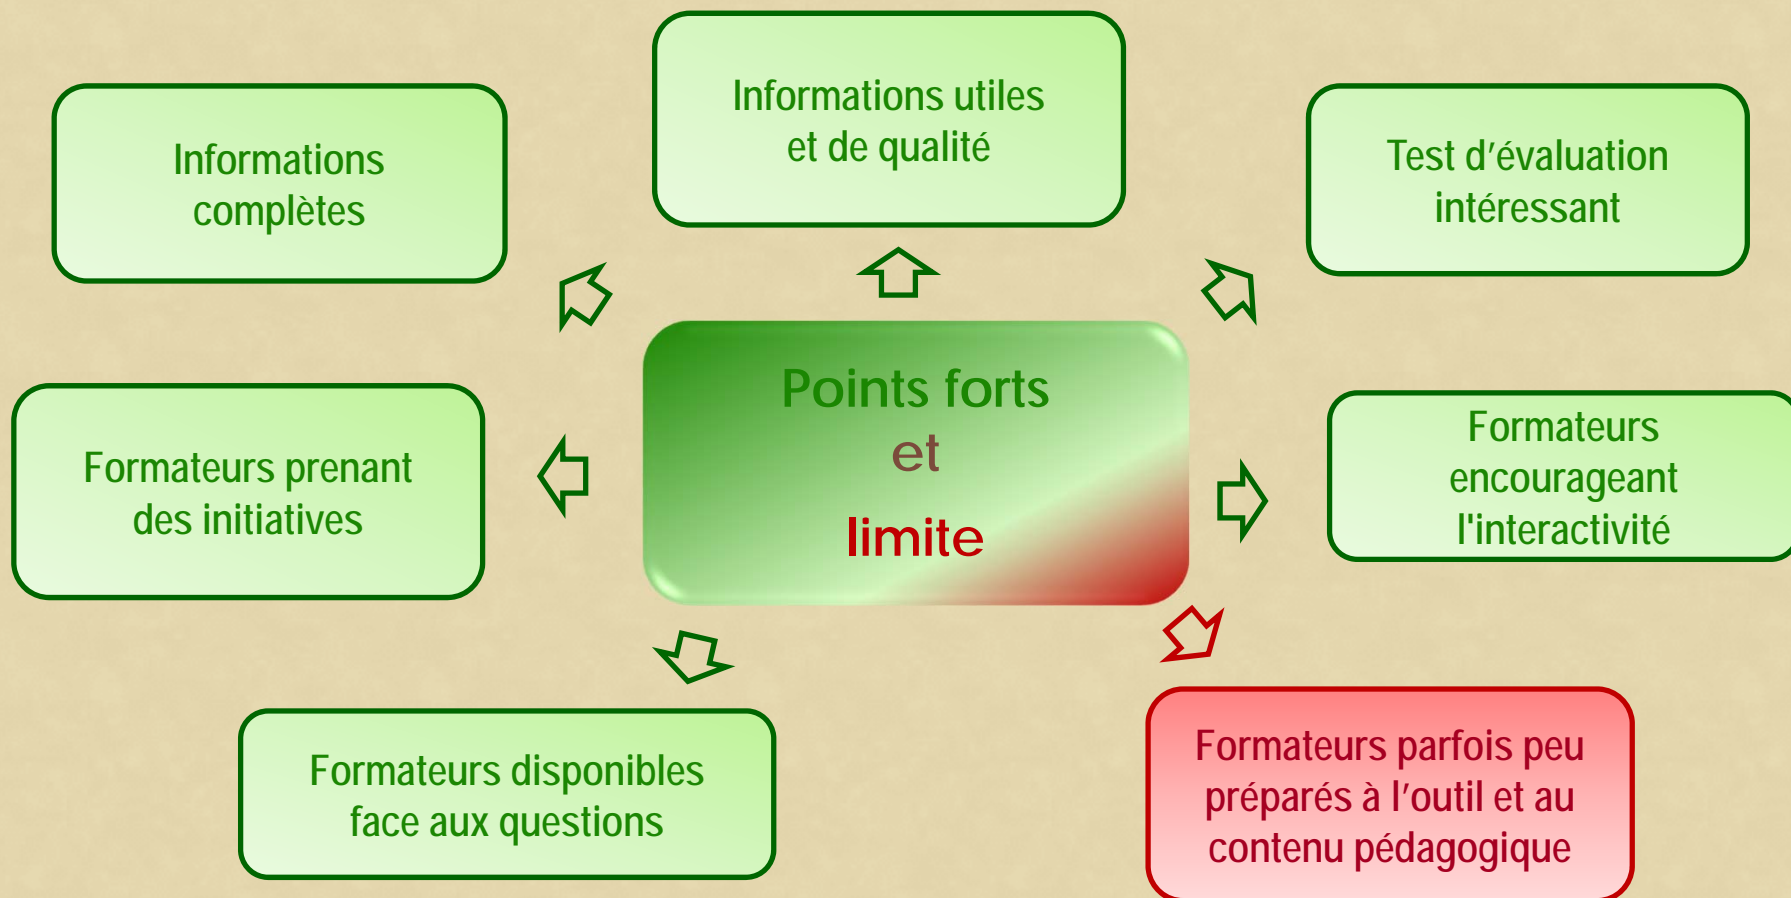 Informations utiles
et de qualité
Informations
complètes
Test d’évaluation
intéressant
Points forts
et
limite
Formateurs prenant
des initiatives
Formateurs
encourageant
l'interactivité
Formateurs disponibles
face aux questions
Formateurs parfois peu
préparés à l’outil et au
contenu pédagogique